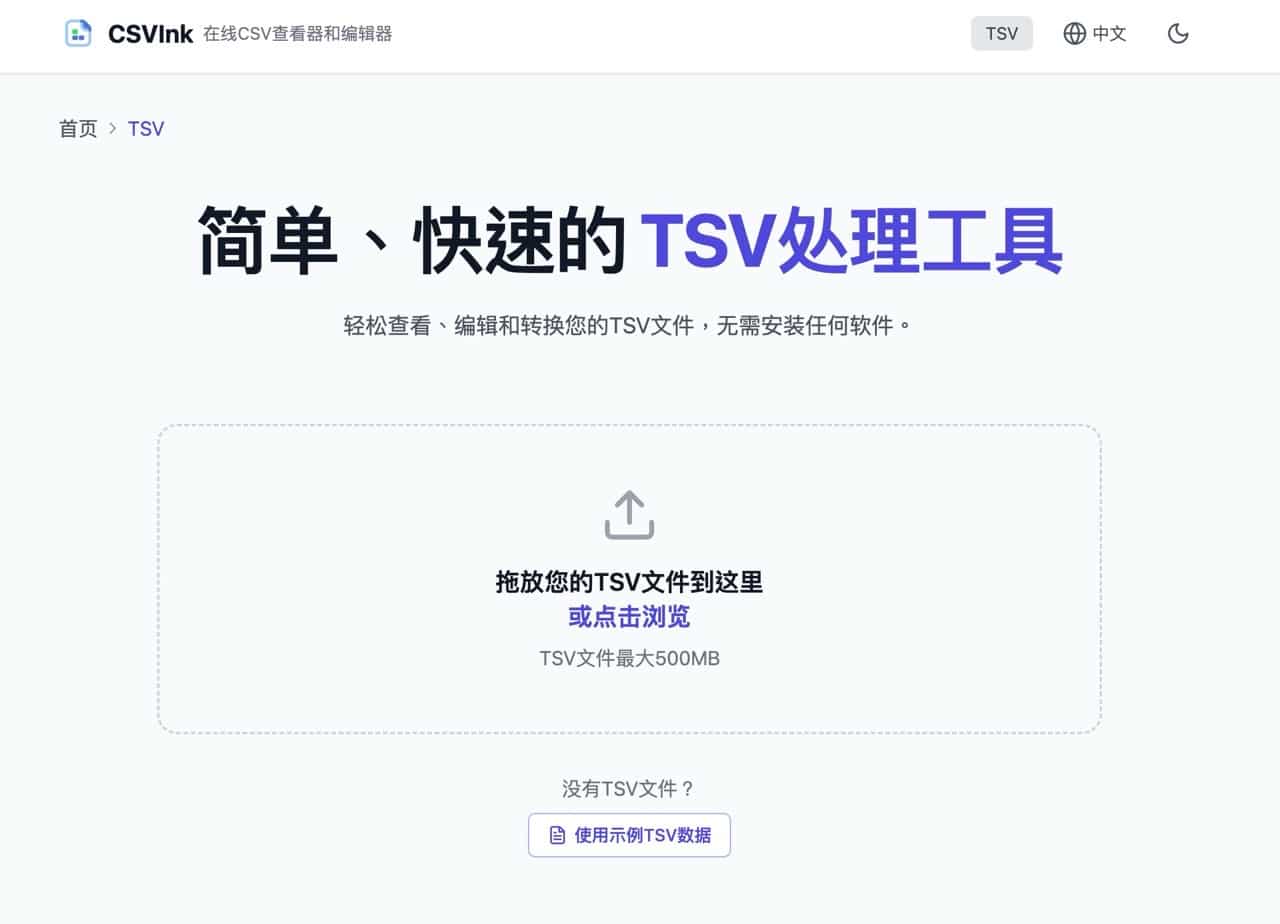 CSVInk 在线CSV查看器和编辑器 TSV 中文
首页 > TSV
简单、快速的 TSV处理工具
轻松查看、编辑和转换您的TSV文件，无需安装任何软件。
拖放您的TSV文件到这里
或点击浏览
TSV文件最大500MB
没有TSV文件？
使用示例TSV数据